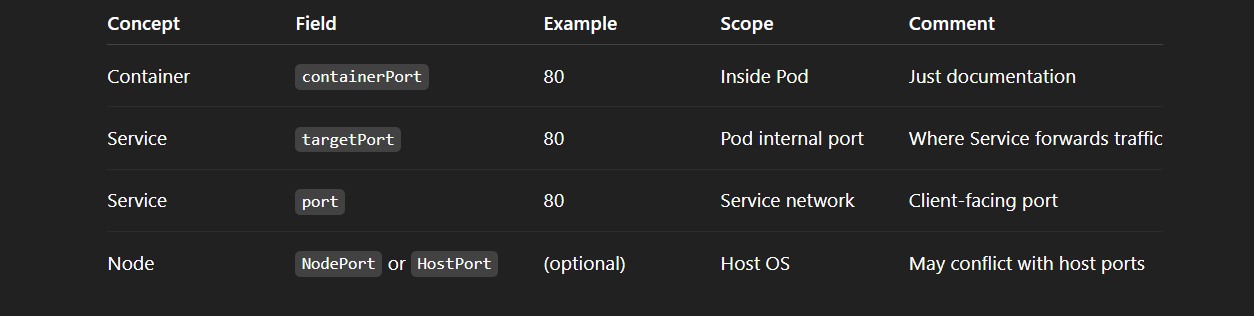 Concept Field Example Scope Comment
Container containerPort 80 Inside Pod Just documentation
Service targetPort 80 Pod internal port Where Service forwards traffic
Service port 80 Service network Client-facing port
Node NodePort or HostPort (optional) Host OS May conflict with host ports